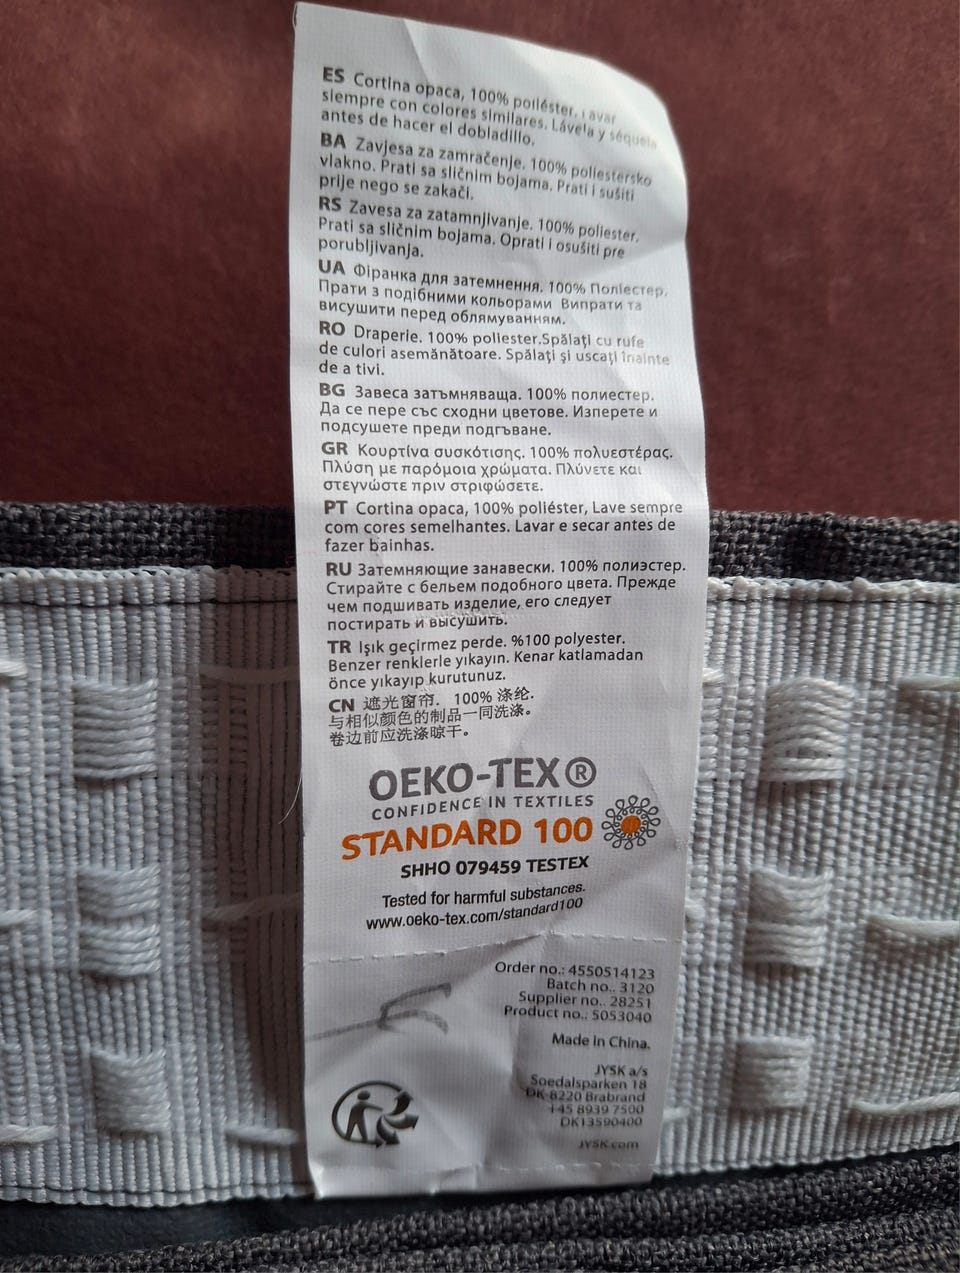 ES Cortina opaca, 100% poliéster. Lavar
siempre con colores similares. Lávela y séquela
antes de hacer el dobladillo.
BA Zavjesa za zamračenje. 100% poliestersko
vlakno. Prati sa sličnim bojama. Prati i sušiti
prije nego se zakači.
RS Zavesa za zatamnjivanje. 100% poliester.
Prati sa sličnim bojama. Oprati i osušiti pre
porubljivanja.
UA Фіранка для затемнення. 100% Поліестер.
Прати з подібними кольорами Випрати та
висушити перед облямуванням.
RO Draperie. 100% poliester.Spălaţi cu rufe
de culori asemănătoare. Spălaţi şi uscaţi înainte
de a tivi.
BG Завеса затъмняваща. 100% полиестер.
Да се пере със сходни цветове. Изперете и
подсушете преди подгъване.
GR Κουρτίνα συσκότισης. 100% πολυεστέρας.
Πλύση με παρόμοια χρώματα. Πλύνετε και
στεγνώστε πριν στριφώσετε.
PT Cortina opaca, 100% poliéster, Lave sempre
com cores semelhantes. Lavar e secar antes de
fazer bainhas.
RU Затемняющие занавески. 100% полиэстер.
Стирайте с бельем подобного цвета. Прежде
чем подшивать изделие, его следует
постирать и высушить.
TR Işık geçirmez perde. %100 polyester.
Benzer renklerle yıkayın. Kenar katlamadan
önce yıkayıp kurutunuz.
CN 遮光窗帘. 100% 涤纶.
与相似颜色的制品一同洗涤。
卷边前应洗涤晾干。
OEKO-TEX®
CONFIDENCE IN TEXTILES
STANDARD 100
SHHO 079459 TESTEX
Tested for harmful substances.
www.oeko-tex.com/standard100
Order no.: 4550514123
Batch no.. 3120
Supplier no.. 28251
Product no.. 5053040
Made in China.
JYSK a/s
Soedalsparken 18
DK-8220 Brabrand
+45 8939 7500
DK13590400
JYSK.com